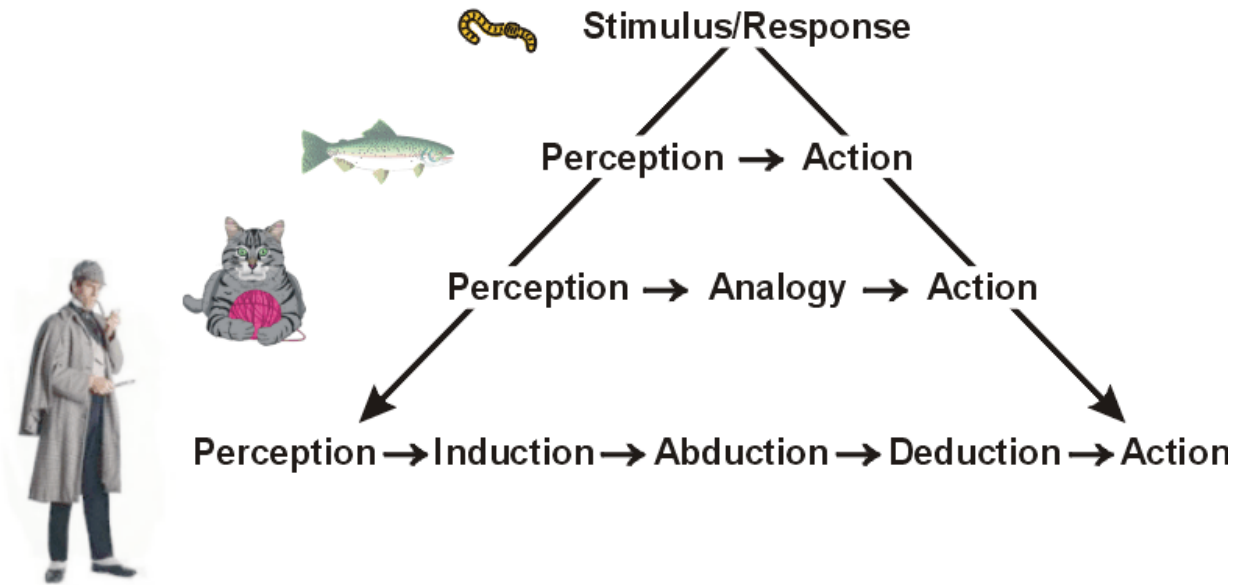 Stimulus/Response
Perception → Action
Perception → Analogy → Action
Perception → Induction → Abduction → Deduction → Action